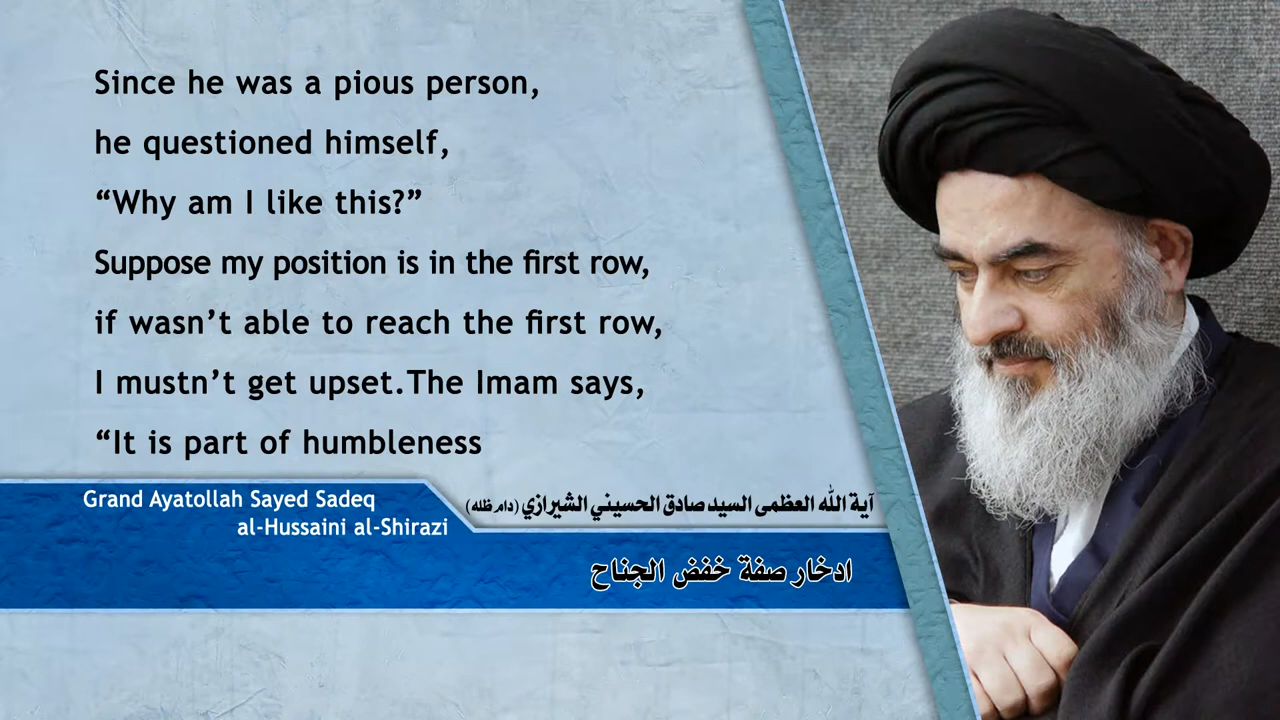 Since he was a pious person,
he questioned himself,
“Why am I like this?”
Suppose my position is in the first row,
if wasn’t able to reach the first row,
I mustn’t get upset.The Imam says,
“It is part of humbleness
Grand Ayatollah Sayed Sadeq
al-Hussaini al-Shirazi
آية الله العظمى السيد صادق الحسيني الشيرازي (دام ظله)
ادخار صفة خفض الجناح